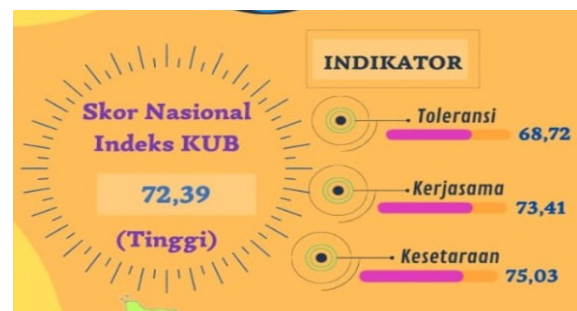 Skor Nasional
Indeks KUB
72,39
(Tinggi)
INDIKATOR
Toleransi
68,72
Kerjasama
73,41
Kesetaraan
75,03